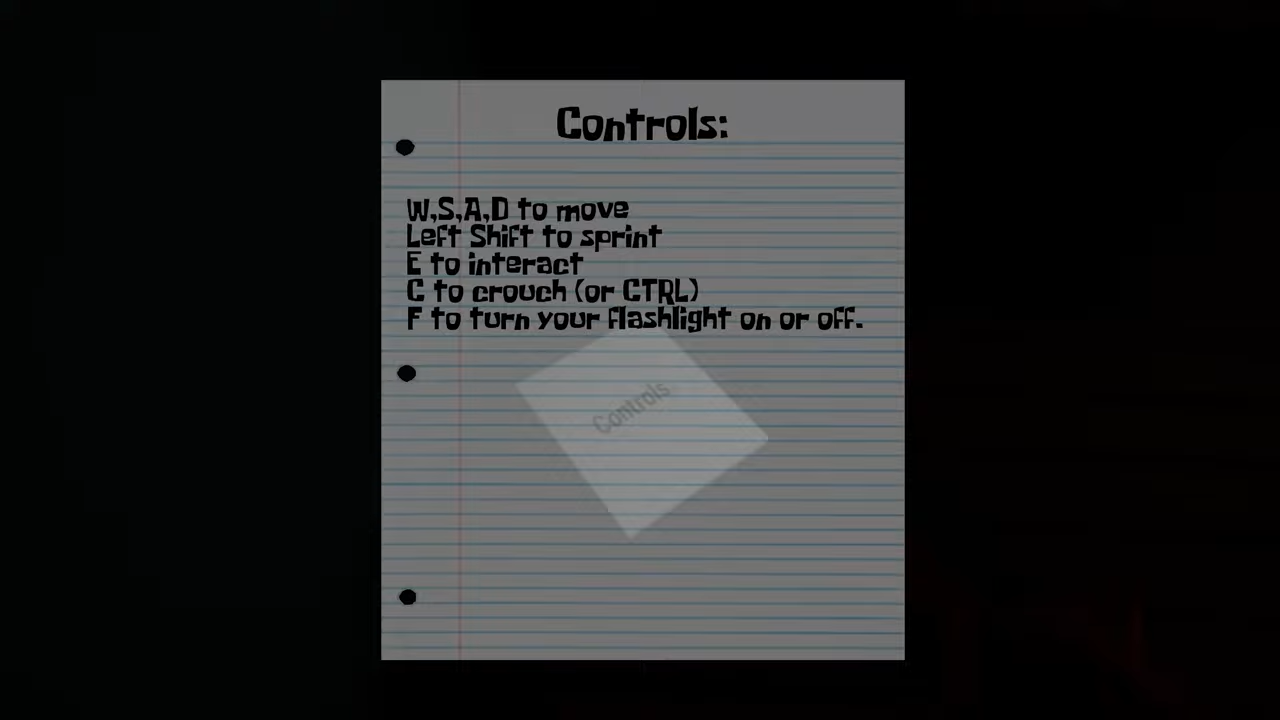 Controls:
W,S,A,D to move
Left Shift to sprint
E to interact
C to crouch (or CTRL)
F to turn your flashlight on or off.
Controls